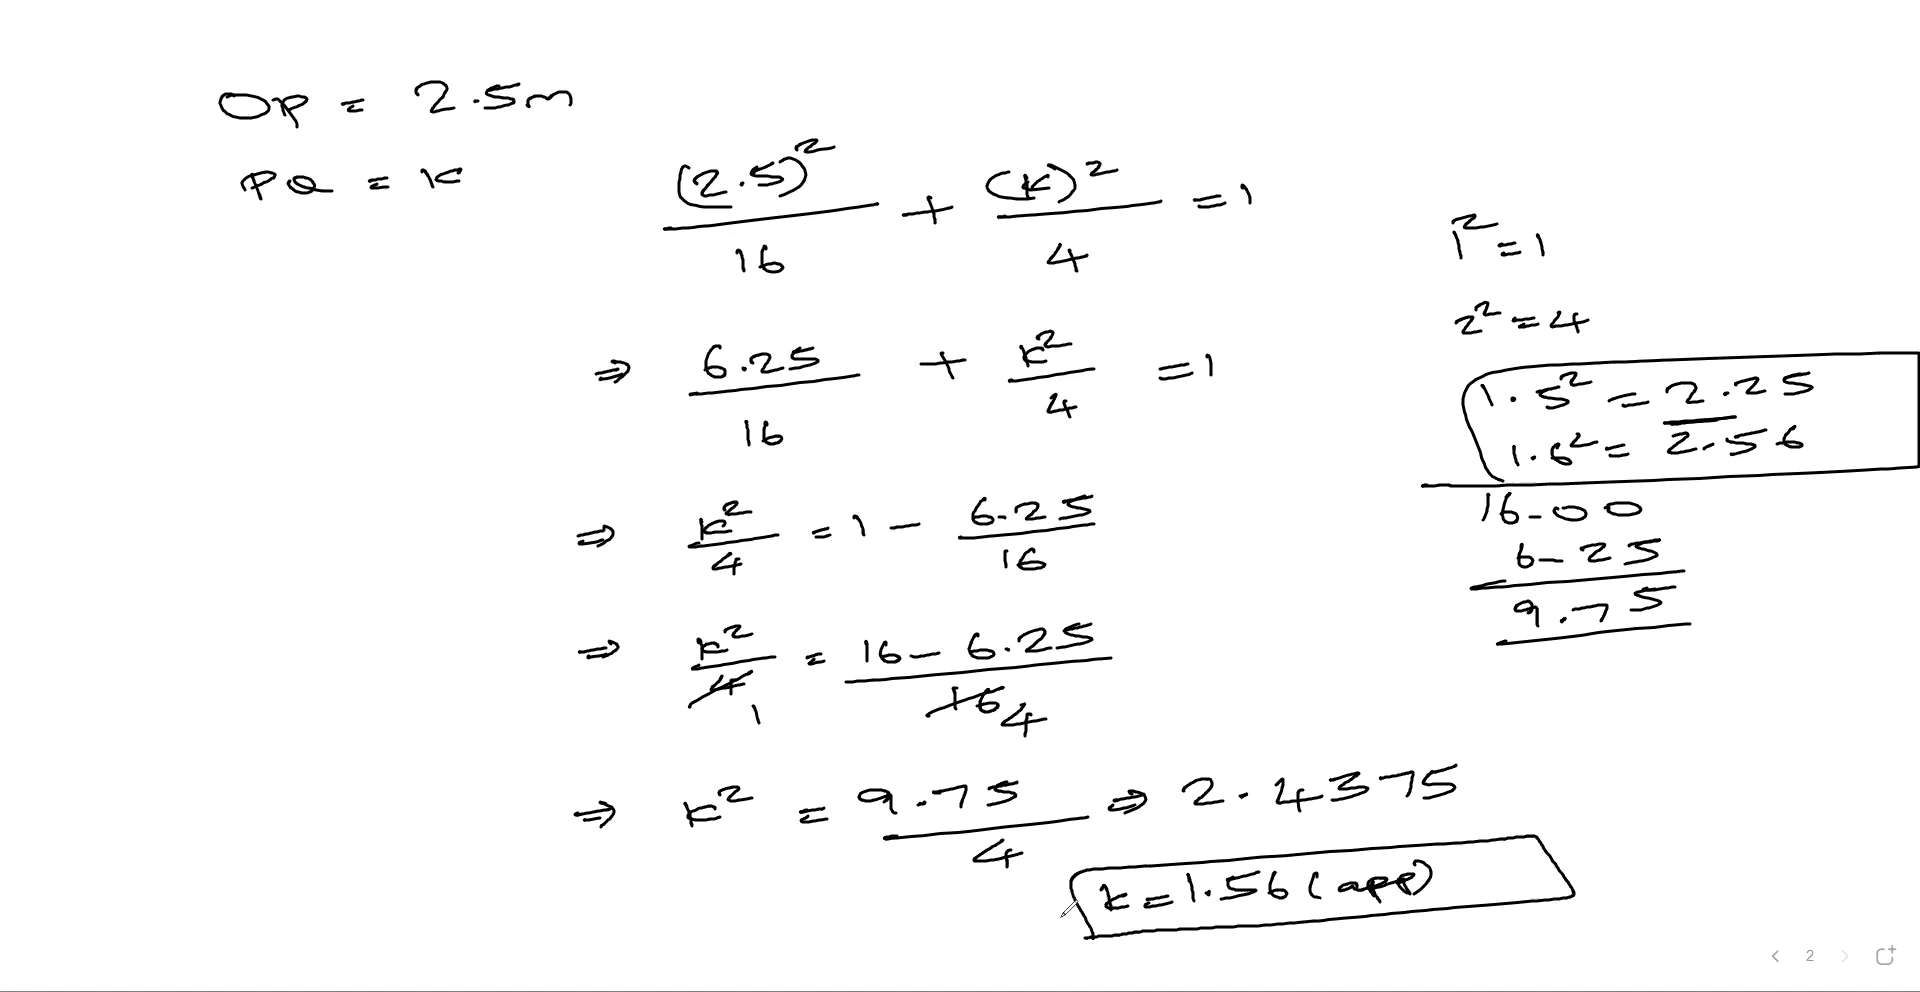 OP = 2.5m
PQ = K
(2.5)²/16 + (K)²/4 = 1
⇒ 6.25/16 + K²/4 = 1
⇒ K²/4 = 1 - 6.25/16
⇒ K²/4 1 = 16 - 6.25/16 4
⇒ K² = 9.75/4 ⇒ 2.4375
K = 1.56 (app)
1² = 1
2² = 4
1.5² = 2.25
1.6² = 2.56
16-00
6-25
9.75
2